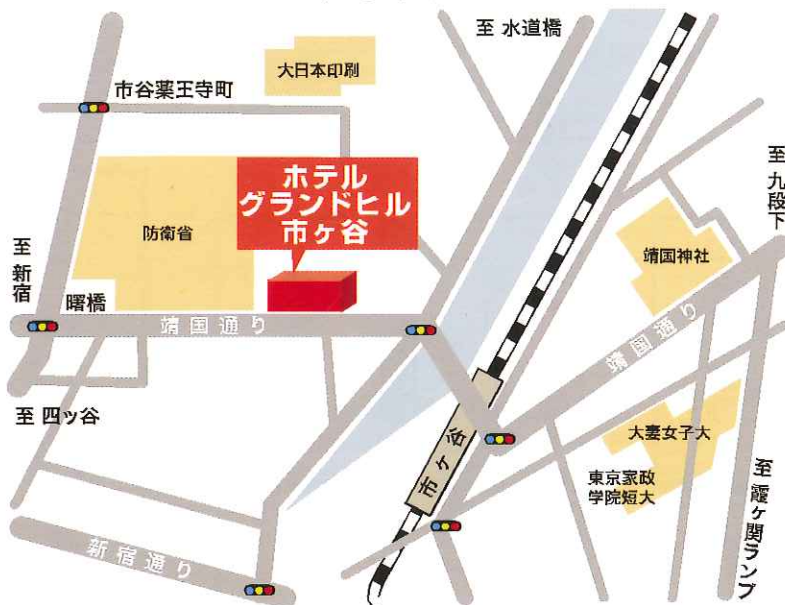 至 水道橋
大日本印刷
市谷薬王寺町
ホテル
グランドヒル
市ヶ谷
防衛省
至 九段下
靖国神社
至 新宿
曙橋
靖国通り
靖国通り
至 四ッ谷
市ヶ谷
大妻女子大
東京家政
学院短大
至 霞ヶ関ランプ
新宿通り